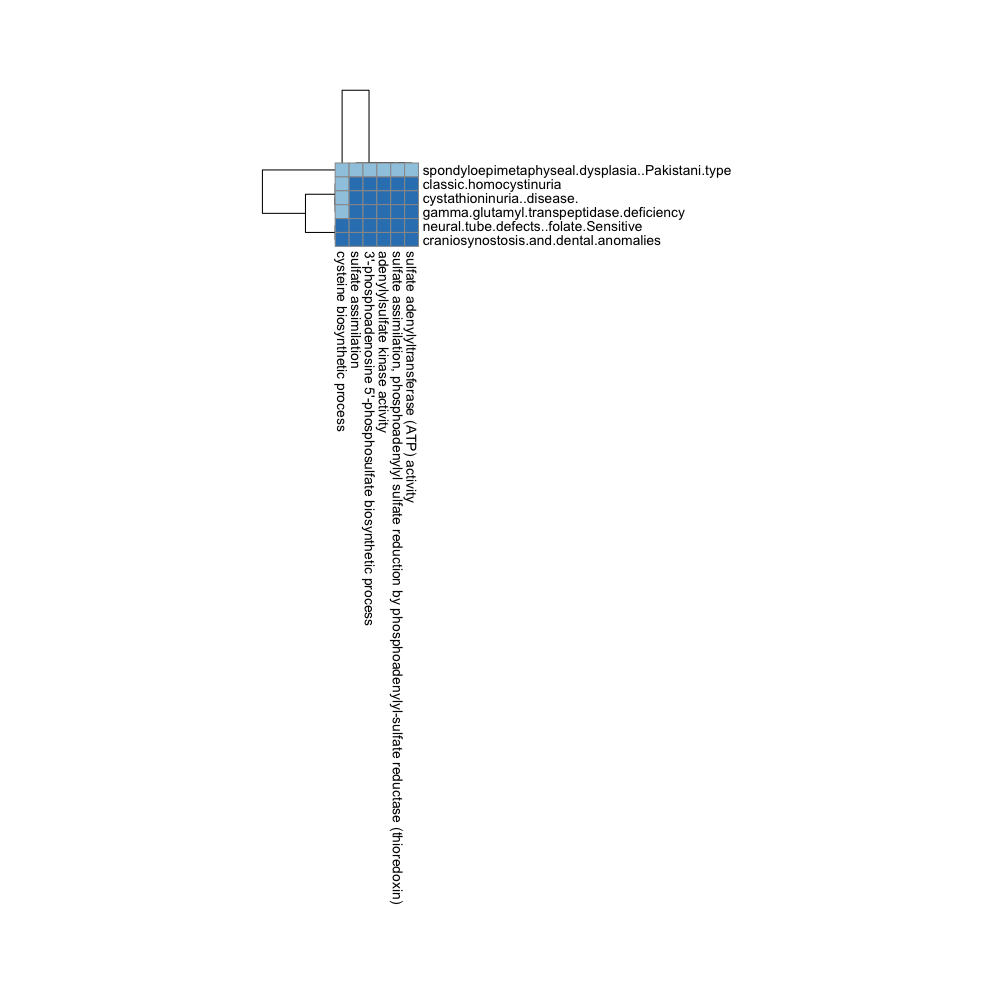 spondyloepimetaphyseal.dysplasia..Pakistani.type
classic.homocystinuria
cystathioninuria..disease.
gamma.glutamyl.transpeptidase.deficiency
neural.tube.defects..folate.Sensitive
craniosynostosis.and.dental.anomalies
cysteine biosynthetic process
sulfate assimilation
3'-phosphoadenosine 5'-phosphosulfate biosynthetic process
adenylylsulfate kinase activity
sulfate assimilation, phosphoadenylyl sulfate reduction by phosphoadenylyl-sulfate reductase (thioredoxin)
sulfate adenylyltransferase (ATP) activity